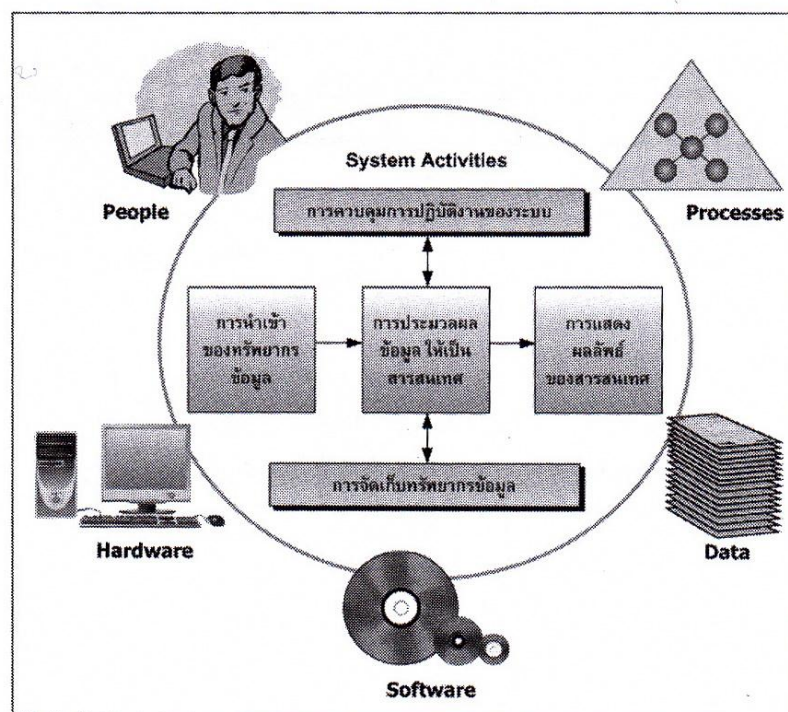 System Activities
People
Processes
การควบคุมการปฏิบัติงานของระบบ
การนำเข้า
ของทรัพยากร
ข้อมูล
การประมวลผล
ข้อมูล ให้เป็น
สารสนเทศ
การแสดง
ผลลัพธ์
ของสารสนเทศ
การจัดเก็บทรัพยากรข้อมูล
Hardware
Data
Software